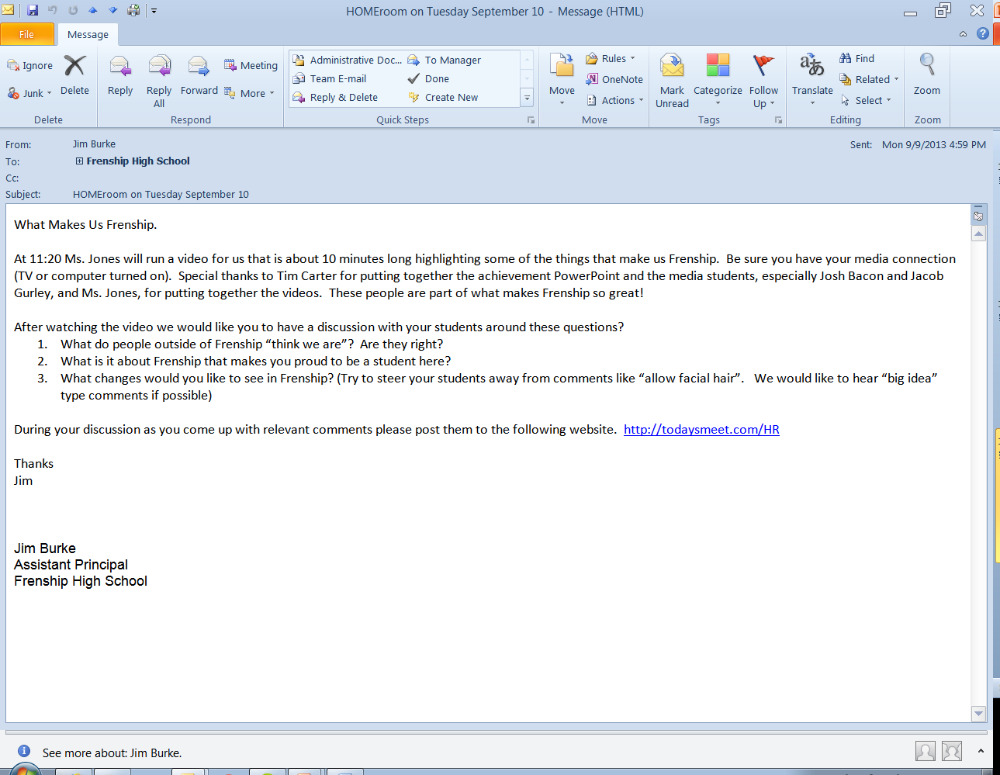 HOMEroom on Tuesday September 10 - Message (HTML)
File
Message
Ignore
Junk
Delete
Delete
Reply
Reply All
Forward
Meeting
More
Respond
Administrative Doc...
To Manager
Team E-mail
Done
Reply & Delete
Create New
Quick Steps
Move
Rules
OneNote
Actions
Move
Mark Unread
Categorize
Follow Up
Tags
Translate
Find
Related
Select
Editing
Zoom
Zoom
From: Jim Burke
Sent: Mon 9/9/2013 4:59 PM
To: Frenship High School
Cc:
Subject: HOMEroom on Tuesday September 10
What Makes Us Frenship.
At 11:20 Ms. Jones will run a video for us that is about 10 minutes long highlighting some of the things that make us Frenship.  Be sure you have your media connection
(TV or computer turned on).  Special thanks to Tim Carter for putting together the achievement PowerPoint and the media students, especially Josh Bacon and Jacob
Gurley, and Ms. Jones, for putting together the videos.  These people are part of what makes Frenship so great!
After watching the video we would like you to have a discussion with your students around these questions?
1. What do people outside of Frenship “think we are”?  Are they right?
2. What is it about Frenship that makes you proud to be a student here?
3. What changes would you like to see in Frenship? (Try to steer your students away from comments like “allow facial hair”.   We would like to hear “big idea”
type comments if possible)
During your discussion as you come up with relevant comments please post them to the following website.  http://todaysmeet.com/HR
Thanks
Jim
Jim Burke
Assistant Principal
Frenship High School
See more about: Jim Burke.